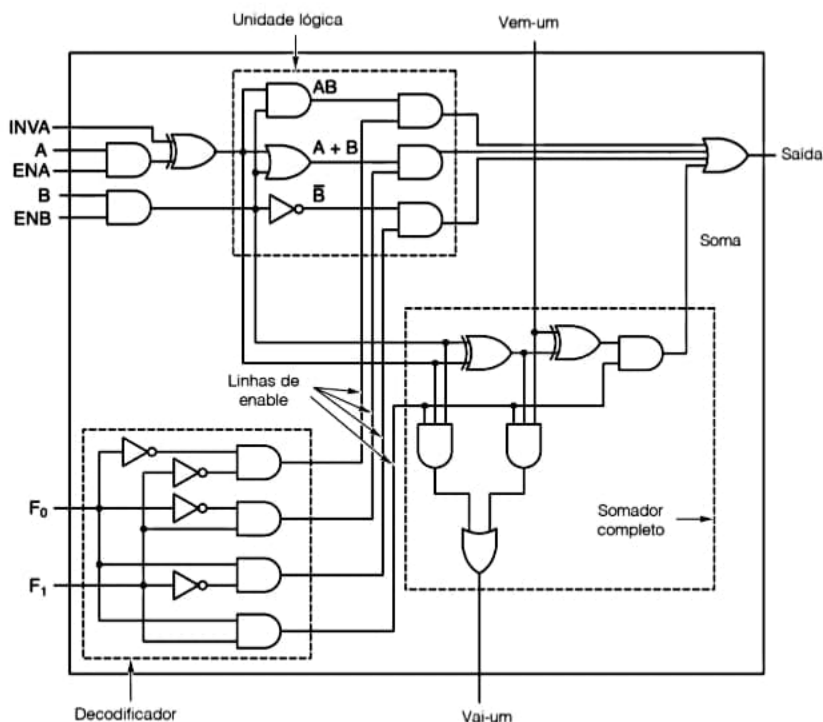 Unidade lógica
Vem-um
INVA
A
ENA
B
ENB
AB
A + B
B̅
Saída
Soma
Linhas de
enable
F₀
F₁
Somador
completo
Decodificador
Vai-um